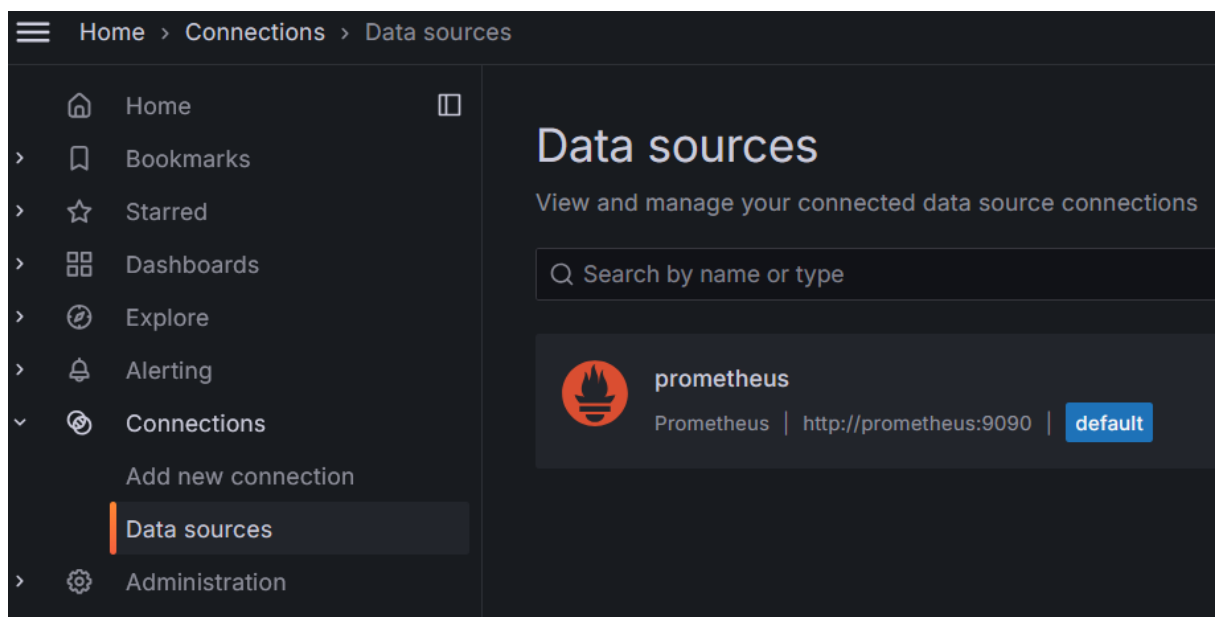 Home › Connections › Data sources
Home
Bookmarks
Starred
Dashboards
Explore
Alerting
Connections
Add new connection
Data sources
Administration
Data sources
View and manage your connected data source connections
Search by name or type
prometheus
Prometheus | http://prometheus:9090 | default